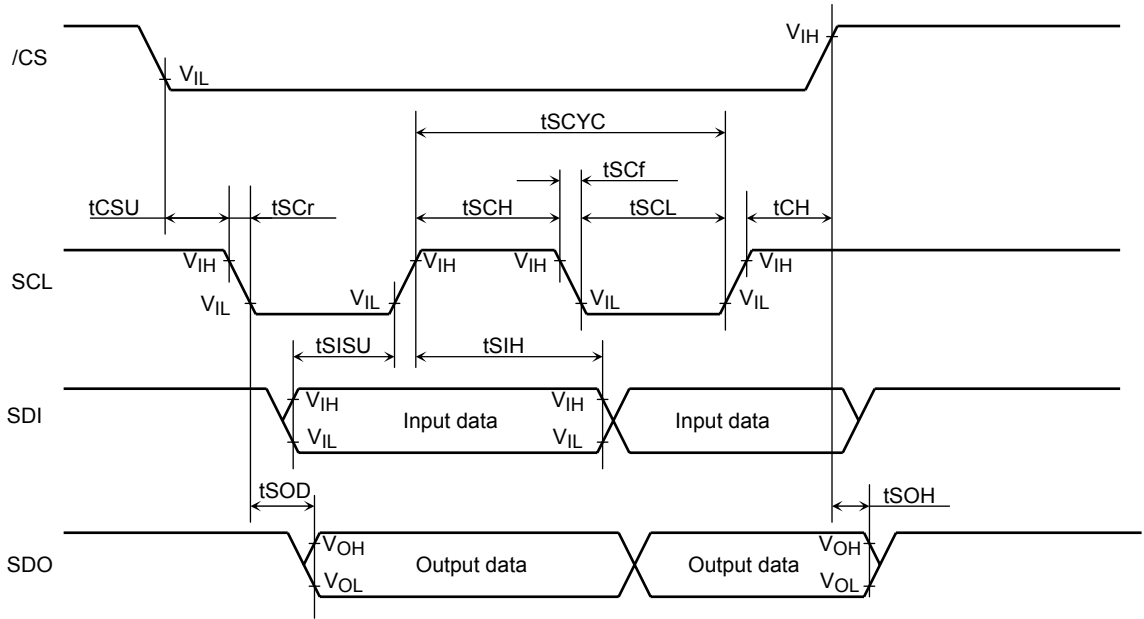 /CS
VIL
VIH
tSCYC
tSCf
tCSU
tSCr
tSCH
tSCL
tCH
SCL
VIH
VIL
VIL
VIH
VIH
VIL
VIL
VIH
tSISU
tSIH
SDI
VIH
VIL
Input data
VIH
VIL
Input data
tSOD
tSOH
SDO
VOH
VOL
Output data
Output data
VOH
VOL